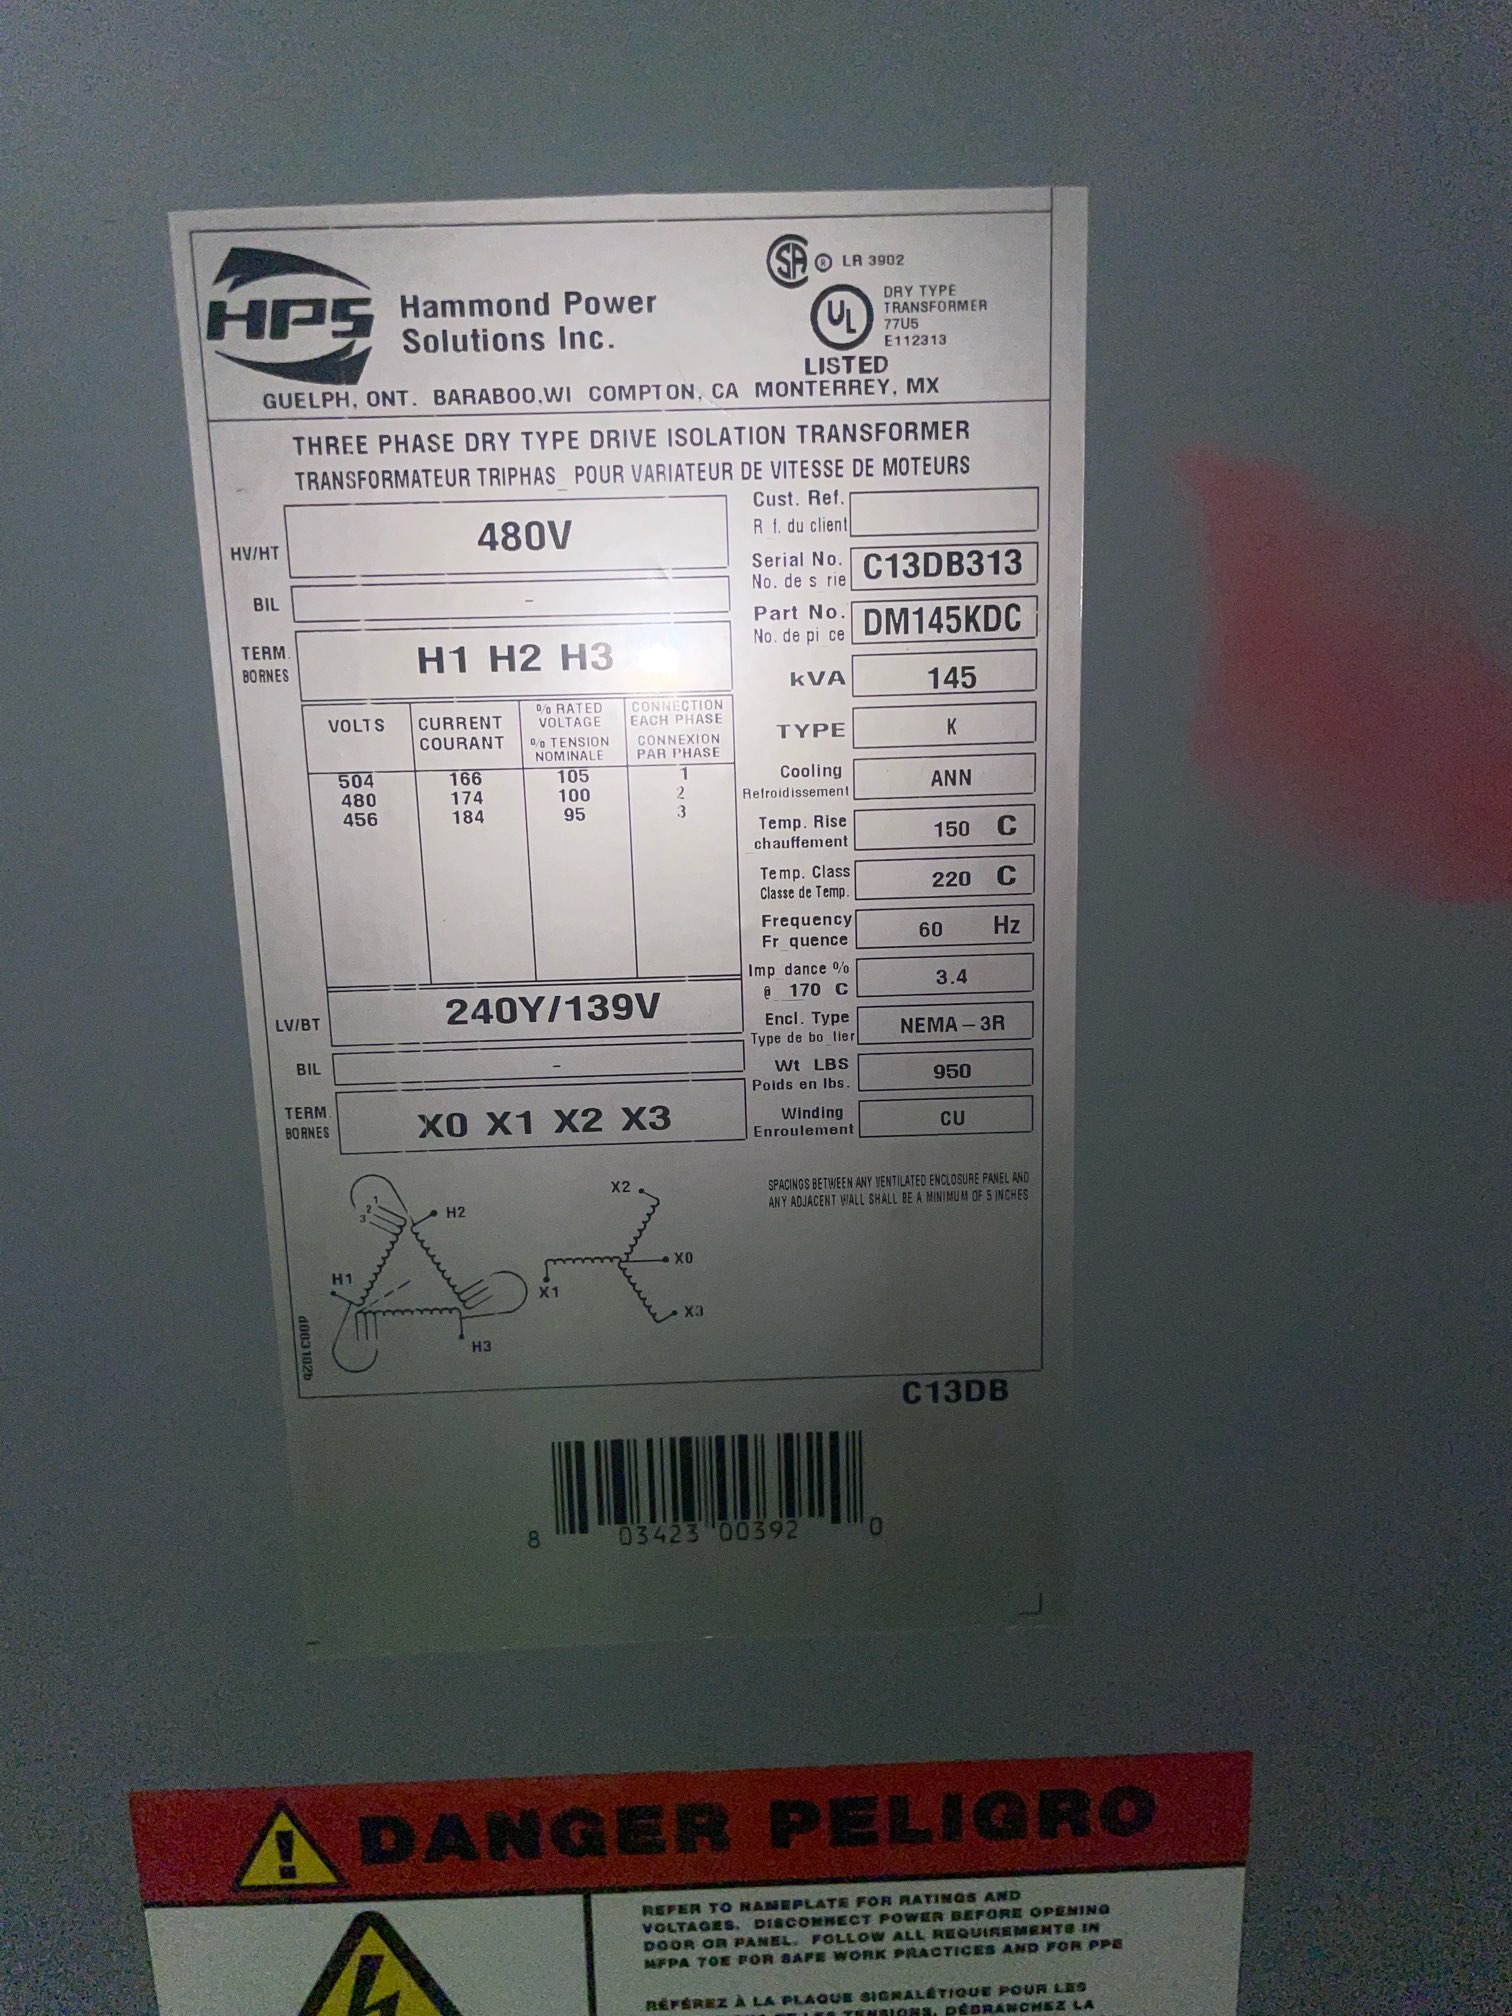 HPS
Hammond Power
Solutions Inc.
SA ® LR 3902
UL
DRY TYPE
TRANSFORMER
77U5
E112313
LISTED
GUELPH, ONT. BARABOO,WI COMPTON, CA MONTERREY, MX
THREE PHASE DRY TYPE DRIVE ISOLATION TRANSFORMER
TRANSFORMATEUR TRIPHAS_ POUR VARIATEUR DE VITESSE DE MOTEURS
HV/HT 480V
BIL -
TERM.
BORNES
H1 H2 H3
VOLTS
CURRENT
COURANT
% RATED
VOLTAGE
% TENSION
NOMINALE
CONNECTION
EACH PHASE
CONNEXION
PAR PHASE
504 166 105 1
480 174 100 2
456 184 95 3
LV/BT 240Y/139V
BIL -
TERM.
BORNES
X0 X1 X2 X3
Cust. Ref.
R f. du client
Serial No.
No. de s rie
C13DB313
Part No.
No. de pi ce
DM145KDC
kVA 145
TYPE K
Cooling
Refroidissement
ANN
Temp. Rise
chauffement
150 C
Temp. Class
Classe de Temp.
220 C
Frequency
Fr_quence
60 Hz
Imp dance %
@ 170 C
3.4
Encl. Type
Type de bo tier
NEMA-3R
Wt LBS
Poids en lbs.
950
Winding
Enroulement
CU
SPACINGS BETWEEN ANY VENTILATED ENCLOSURE PANEL AND
ANY ADJACENT WALL SHALL BE A MINIMUM OF 5 INCHES
1
2
3
H2
H1
H3
X2
X0
X1
X3
d003102b
C13DB
8 03423 00392 0
DANGER PELIGRO
REFER TO NAMEPLATE FOR RATINGS AND
VOLTAGES. DISCONNECT POWER BEFORE OPENING
DOOR OR PANEL. FOLLOW ALL REQUIREMENTS IN
NFPA 70E FOR SAFE WORK PRACTICES AND FOR PPE
RÉFÉREZ À LA PLAQUE SIGNALÉTIQUE POUR LES
TENSIONS. DÉBRANCHEZ LA